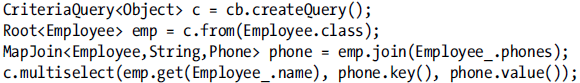 CriteriaQuery<Object> c = cb.createQuery();
Root<Employee> emp = c.from(Employee.class);
MapJoin<Employee,String,Phone> phone = emp.join(Employee_.phones);
c.multiselect(emp.get(Employee_.name), phone.key(), phone.value());